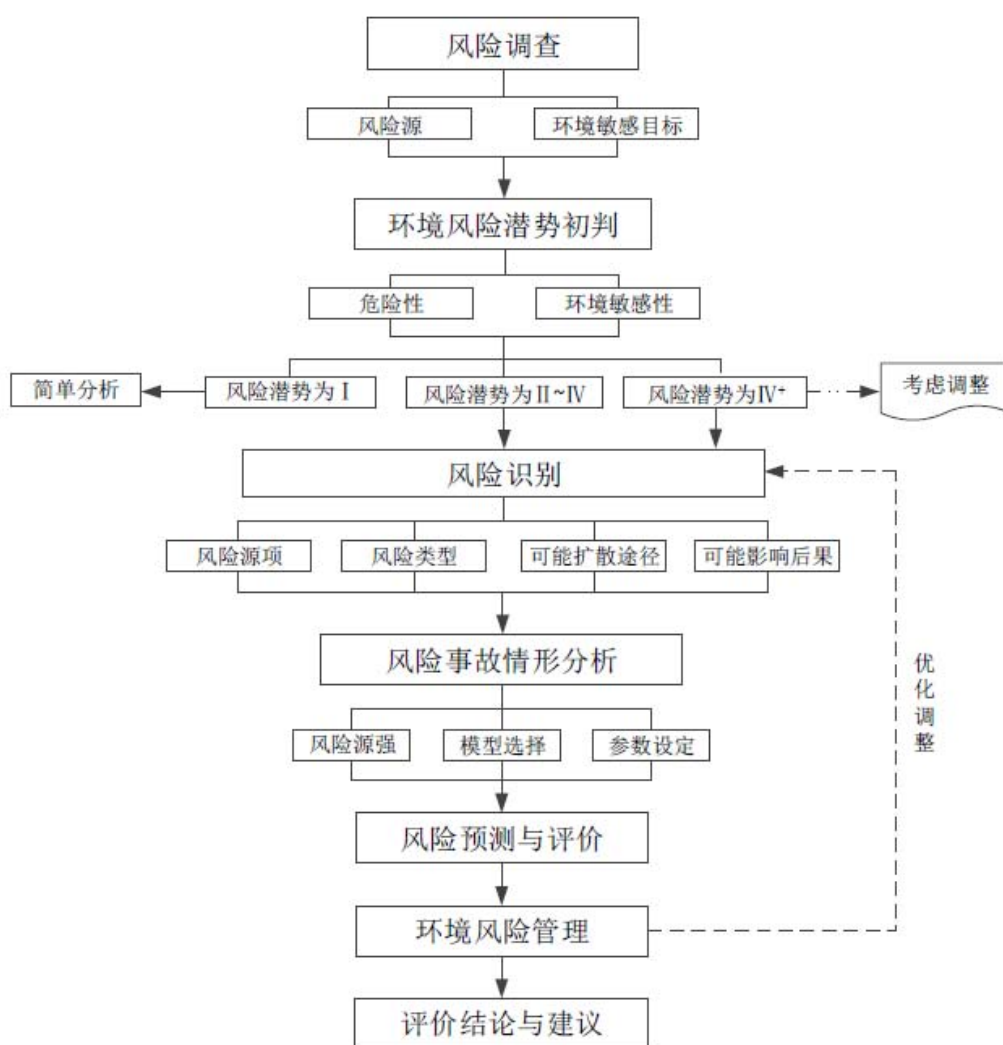 风险调查
风险源
环境敏感目标
环境风险潜势初判
危险性
环境敏感性
简单分析
风险潜势为Ⅰ
风险潜势为Ⅱ~Ⅳ
风险潜势为Ⅳ⁺
考虑调整
风险识别
风险源项
风险类型
可能扩散途径
可能影响后果
风险事故情形分析
风险源强
模型选择
参数设定
优化调整
风险预测与评价
环境风险管理
评价结论与建议